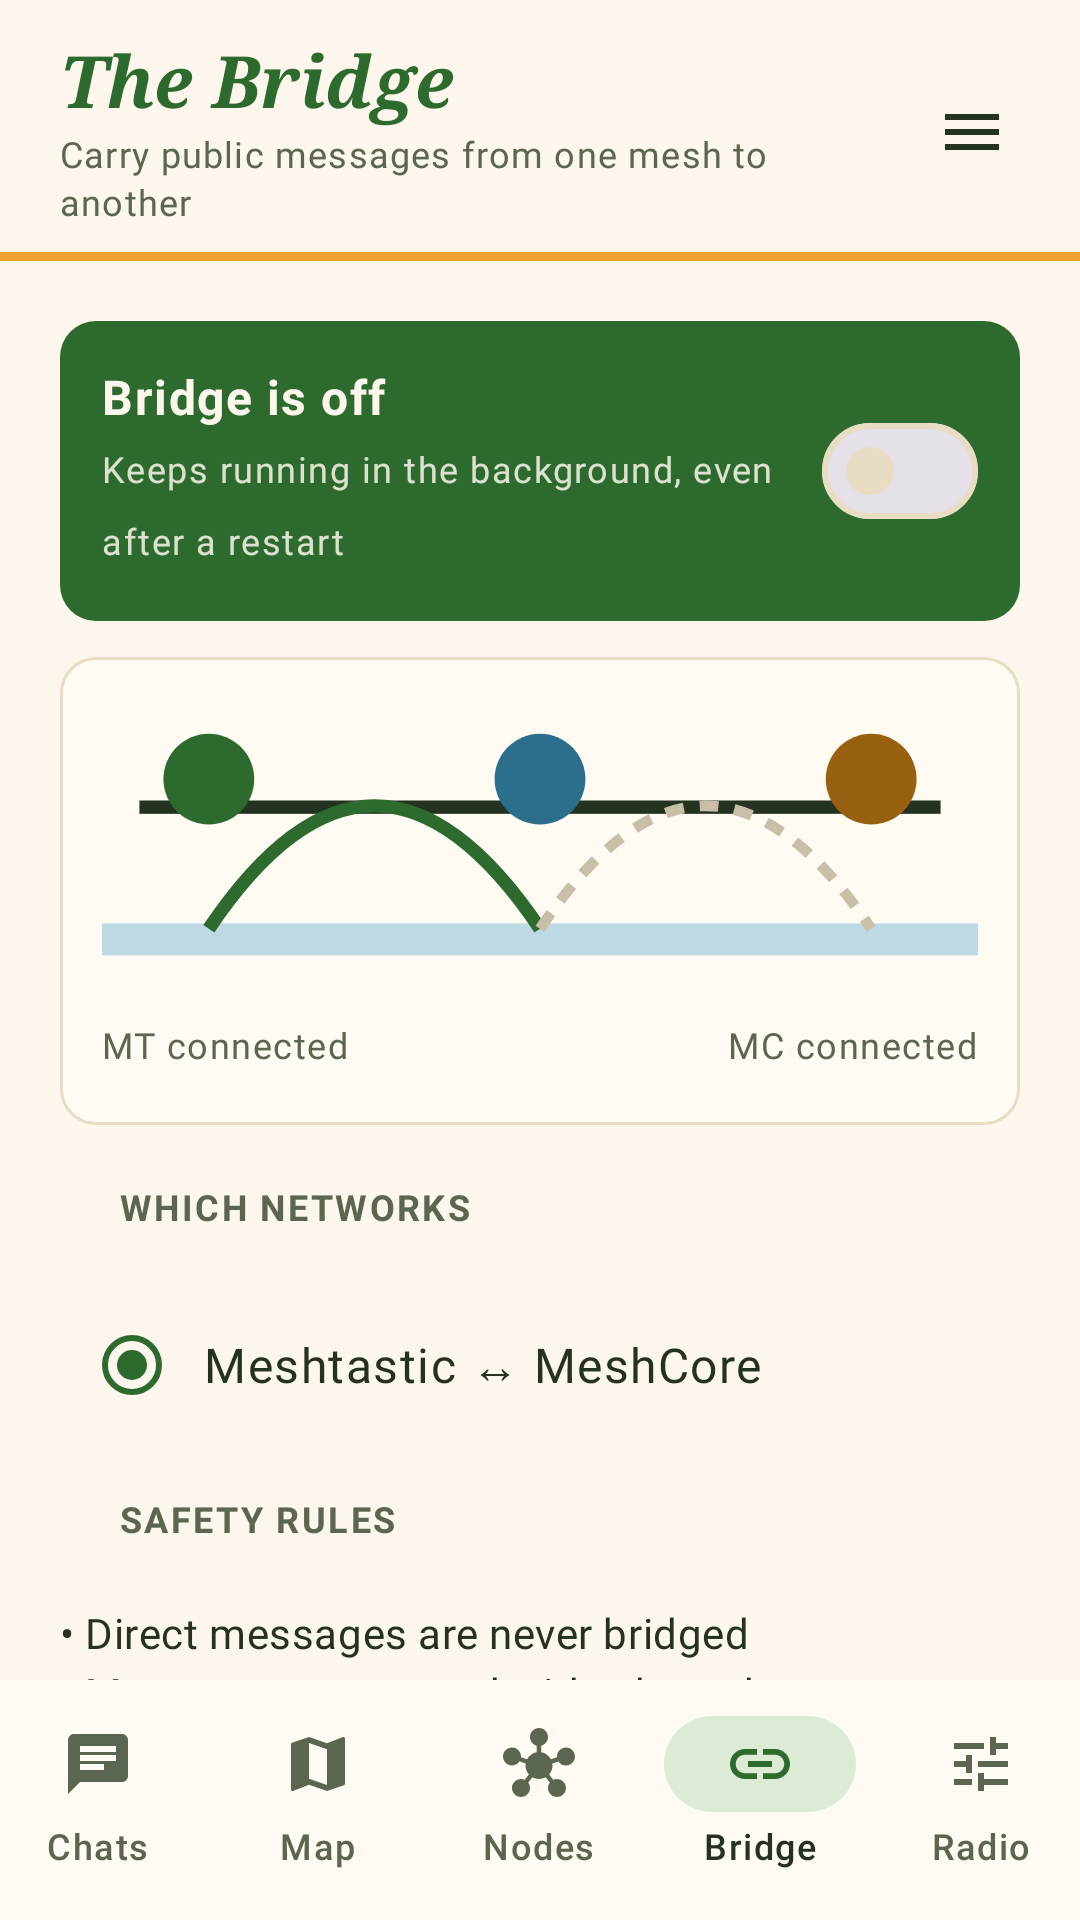 The Bridge
Carry public messages from one mesh to
another
Bridge is off
Keeps running in the background, even
after a restart
MT connected
MC connected
WHICH NETWORKS
Meshtastic ↔ MeshCore
SAFETY RULES
• Direct messages are never bridged
Chats
Map
Nodes
Bridge
Radio